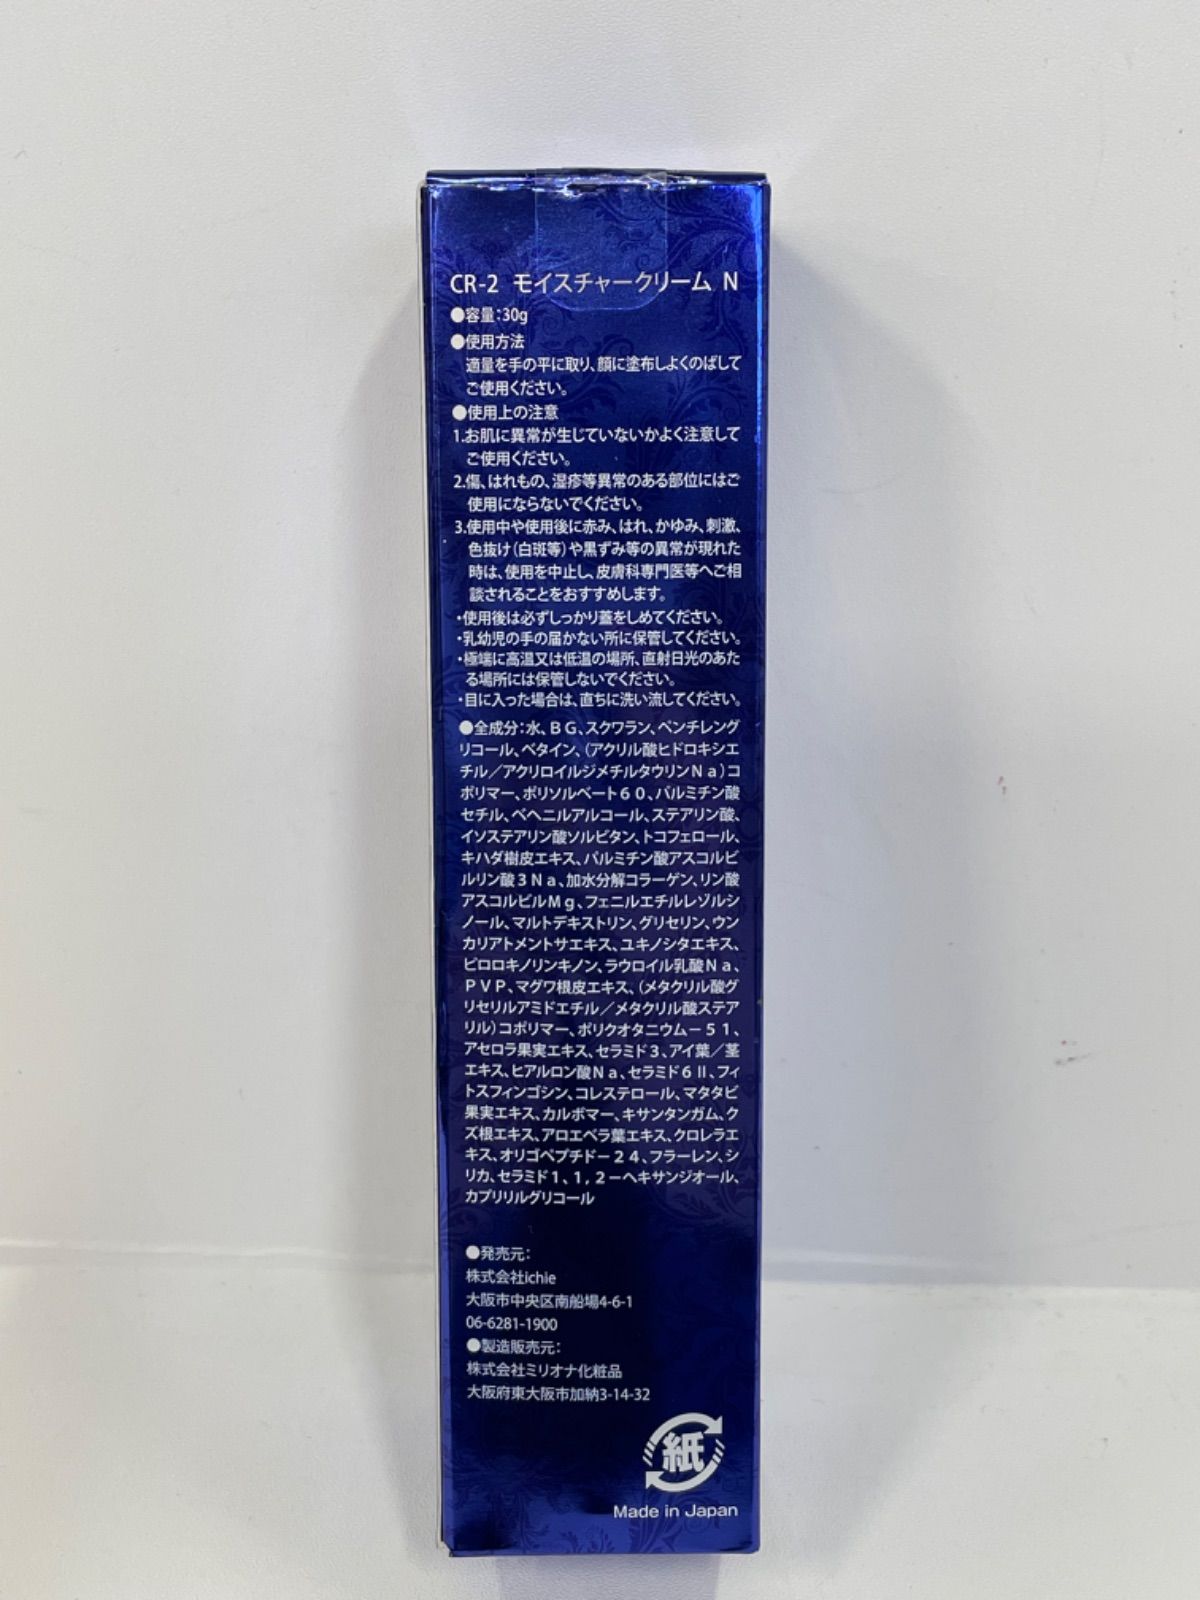 CR-2 モイスチャークリーム N
●容量：30g
●使用方法
適量を手の平に取り、顔に塗布しよくのばして
ご使用ください。
●使用上の注意
1.お肌に異常が生じていないかよく注意して
ご使用ください。
2.傷、はれもの、湿疹等異常のある部位にはご
使用にならないでください。
3.使用中や使用後に赤み、はれ、かゆみ、刺激、
色抜け（白斑等）や黒ずみ等の異常が現れた
時は、使用を中止し、皮膚科専門医等へご相
談されることをおすすめします。
・使用後は必ずしっかり蓋をしめてください。
・乳幼児の手の届かない所に保管してください。
・極端に高温又は低温の場所、直射日光のあた
る場所には保管しないでください。
・目に入った場合は、直ちに洗い流してください。
●全成分：水、ＢＧ、スクワラン、ペンチレング
リコール、ベタイン、（アクリル酸ヒドロキシエ
チル／アクリロイルジメチルタウリンＮａ）コ
ポリマー、ポリソルベート６０、パルミチン酸
セチル、ベヘニルアルコール、ステアリン酸、
イソステアリン酸ソルビタン、トコフェロール、
キハダ樹皮エキス、パルミチン酸アスコルビ
ルリン酸３Ｎａ、加水分解コラーゲン、リン酸
アスコルビルＭｇ、フェニルエチルレゾルシ
ノール、マルトデキストリン、グリセリン、ウン
カリアトメントサエキス、ユキノシタエキス、
ピロロキノリンキノン、ラウロイル乳酸Ｎａ、
ＰＶＰ、マグワ根皮エキス、（メタクリル酸グ
リセリルアミドエチル／メタクリル酸ステア
リル）コポリマー、ポリクオタニウム－５１、
アセロラ果実エキス、セラミド３、アイ葉／茎
エキス、ヒアルロン酸Ｎａ、セラミド６Ⅱ、フィ
トスフィンゴシン、コレステロール、マタタビ
果実エキス、カルボマー、キサンタンガム、ク
ズ根エキス、アロエベラ葉エキス、クロレラエ
キス、オリゴペプチド－２４、フラーレン、シ
リカ、セラミド１、１，２－ヘキサンジオール、
カプリリルグリコール
●発売元：
株式会社ichie
大阪市中央区南船場4-6-1
06-6281-1900
●製造販売元：
株式会社ミリオナ化粧品
大阪府東大阪市加納3-14-32
紙
Made in Japan